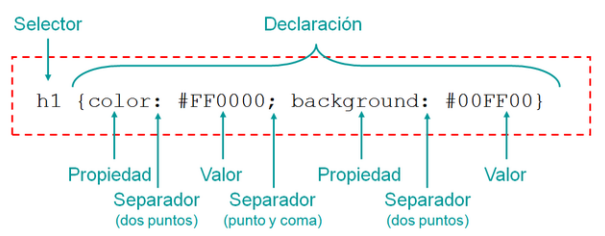 Selector Declaración
h1 {color: #FF0000; background: #00FF00}
Propiedad Valor Propiedad Valor
Separador Separador Separador
(dos puntos) (punto y coma) (dos puntos)